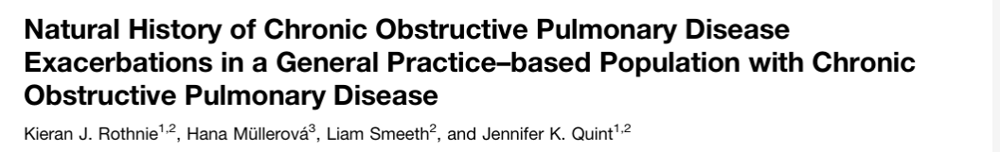 Natural History of Chronic Obstructive Pulmonary Disease
Exacerbations in a General Practice–based Population with Chronic
Obstructive Pulmonary Disease
Kieran J. Rothnie1,2, Hana Müllerová3, Liam Smeeth2, and Jennifer K. Quint1,2